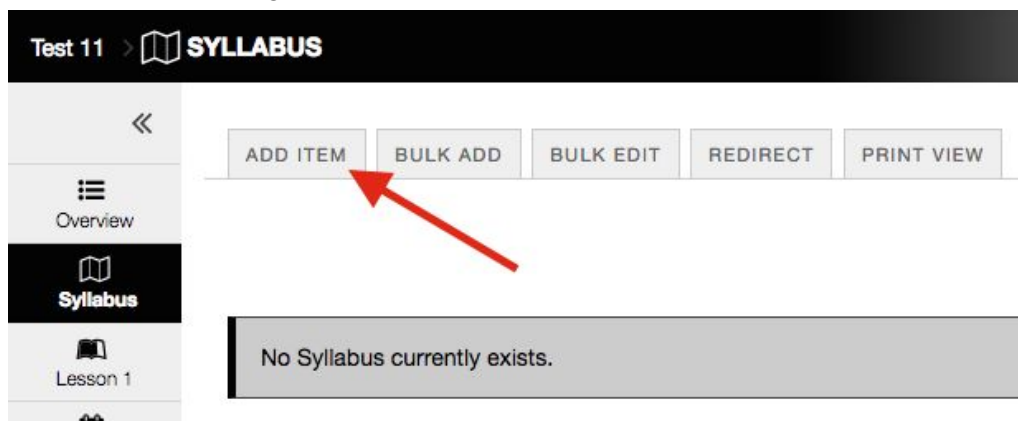 Test 11 > SYLLABUS
ADD ITEM BULK ADD BULK EDIT REDIRECT PRINT VIEW
Overview
Syllabus
No Syllabus currently exists.
Lesson 1